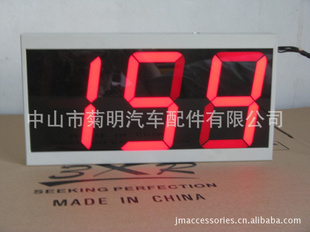 198
中山市菊明汽车配件有限公司
SXR
SEEKING PERFECTION
MADE IN CHINA
jmaccessories.cn.alibaba.com